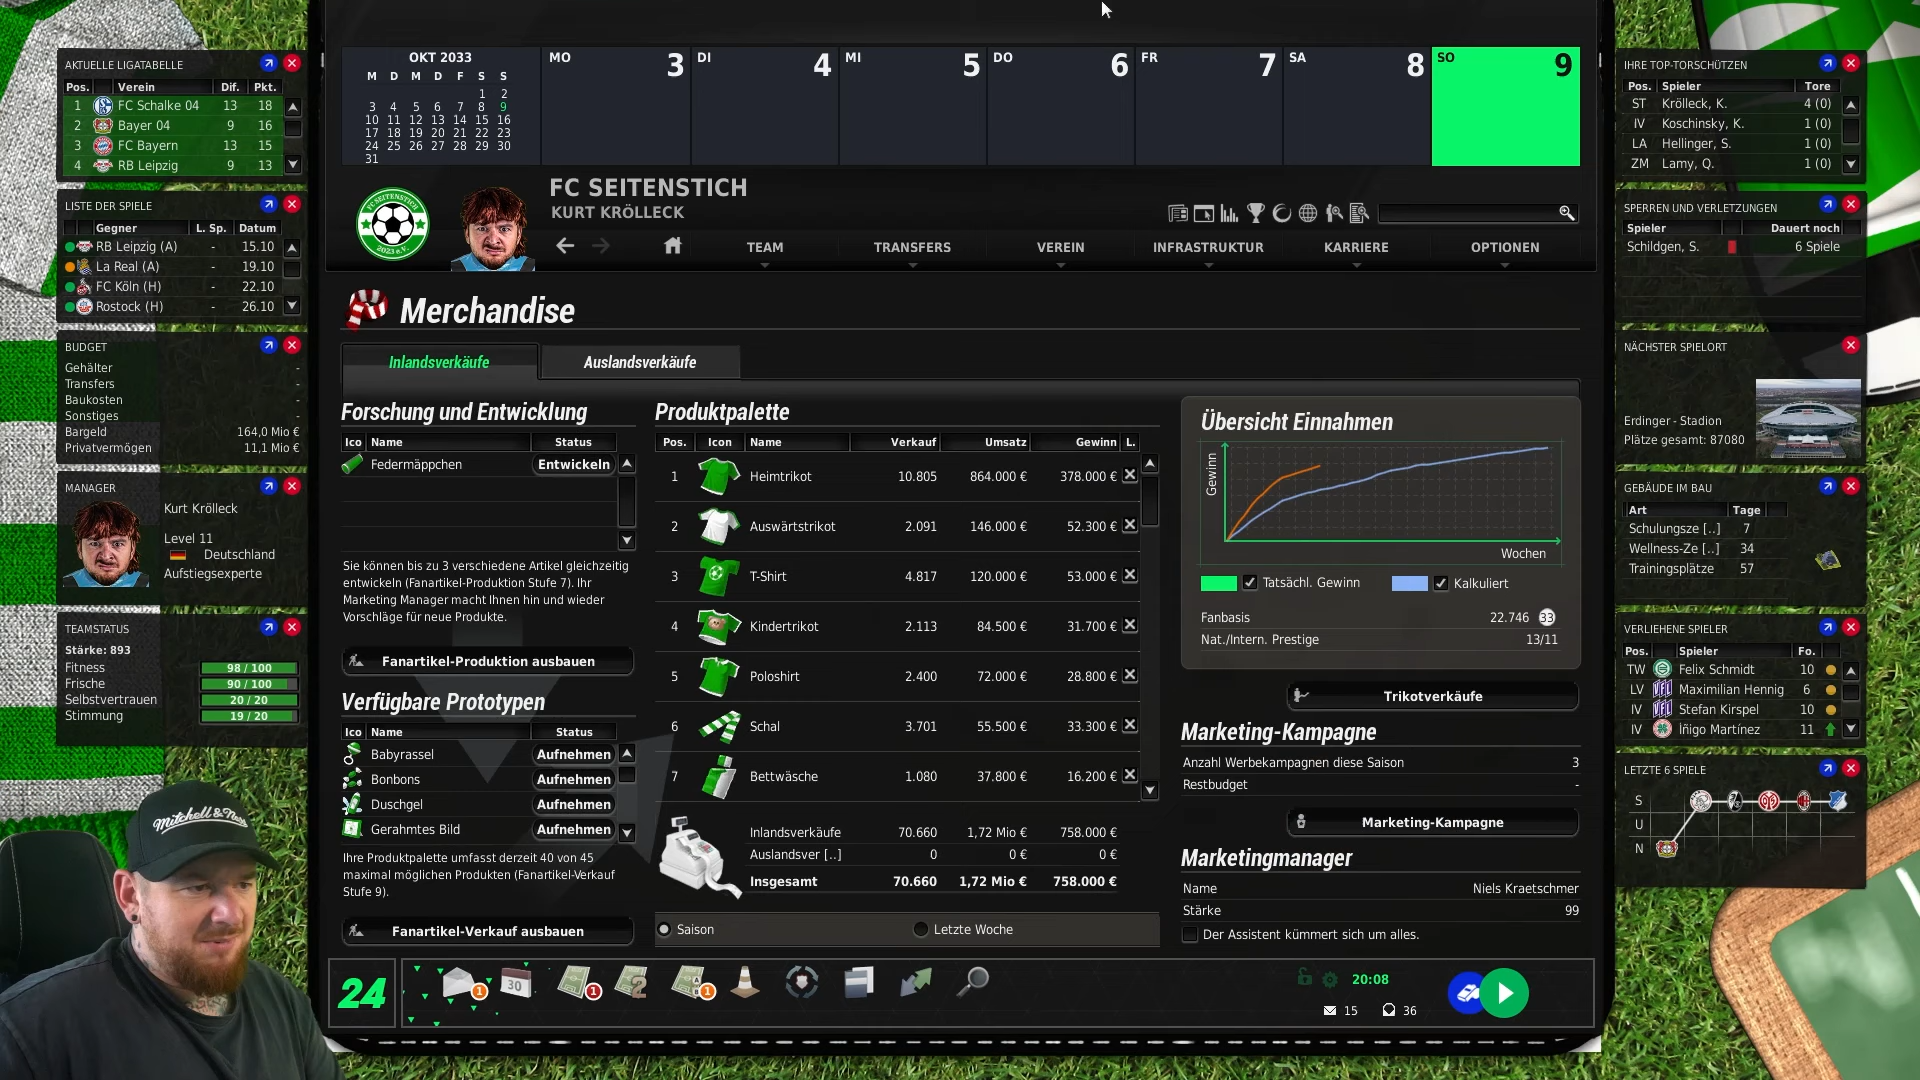 AKTUELLE LIGATABELLE
Pos. Verein Dif. Pkt.
1 FC Schalke 04 13 18
2 Bayer 04 9 16
3 FC Bayern 13 15
4 RB Leipzig 9 13
LISTE DER SPIELE
Gegner L. Sp. Datum
RB Leipzig (A) - 15.10
La Real (A) - 19.10
FC Köln (H) - 22.10
Rostock (H) - 26.10
BUDGET
Gehälter -
Transfers -
Baukosten -
Sonstiges -
Bargeld 164,0 Mio €
Privatvermögen 11,1 Mio €
MANAGER
Kurt Krölleck
Level 11
Deutschland
Aufstiegsexperte
TEAMSTATUS
Stärke: 893
Fitness 98 / 100
Frische 90 / 100
Selbstvertrauen 20 / 20
Stimmung 19 / 20
Mitchell & Ness
OKT 2033
M D M D F S S
1 2
3 4 5 6 7 8 9
10 11 12 13 14 15 16
17 18 19 20 21 22 23
24 25 26 27 28 29 30
31
MO 3 DI 4 MI 5 DO 6 FR 7 SA 8 SO 9
FC SEITENSTICH
2023 e.V.
FC SEITENSTICH
KURT KRÖLLECK
TEAM TRANSFERS VEREIN INFRASTRUKTUR KARRIERE OPTIONEN
Merchandise
Inlandsverkäufe Auslandsverkäufe
Forschung und Entwicklung
Ico Name Status
Federmäppchen Entwickeln
Sie können bis zu 3 verschiedene Artikel gleichzeitig
entwickeln (Fanartikel-Produktion Stufe 7). Ihr
Marketing Manager macht Ihnen hin und wieder
Vorschläge für neue Produkte.
Fanartikel-Produktion ausbauen
Verfügbare Prototypen
Ico Name Status
Babyrassel Aufnehmen
Bonbons Aufnehmen
Duschgel Aufnehmen
Gerahmtes Bild Aufnehmen
Ihre Produktpalette umfasst derzeit 40 von 45
maximal möglichen Produkten (Fanartikel-Verkauf
Stufe 9).
Fanartikel-Verkauf ausbauen
Produktpalette
Pos. Icon Name Verkauf Umsatz Gewinn L.
1 Heimtrikot 10.805 864.000 € 378.000 €
2 Auswärtstrikot 2.091 146.000 € 52.300 €
3 T-Shirt 4.817 120.000 € 53.000 €
4 Kindertrikot 2.113 84.500 € 31.700 €
5 Poloshirt 2.400 72.000 € 28.800 €
6 Schal 3.701 55.500 € 33.300 €
7 Bettwäsche 1.080 37.800 € 16.200 €
Inlandsverkäufe 70.660 1,72 Mio € 758.000 €
Auslandsver [..] 0 0 € 0 €
Insgesamt 70.660 1,72 Mio € 758.000 €
Saison Letzte Woche
Übersicht Einnahmen
Gewinn
Wochen
Tatsächl. Gewinn Kalkuliert
Fanbasis 22.746 33
Nat./Intern. Prestige 13/11
Trikotverkäufe
Marketing-Kampagne
Anzahl Werbekampagnen diese Saison 3
Restbudget -
Marketing-Kampagne
Marketingmanager
Name Niels Kraetschmer
Stärke 99
Der Assistent kümmert sich um alles.
24
1 30 1 2 1
20:08
15 36
IHRE TOP-TORSCHÜTZEN
Pos. Spieler Tore
ST Krölleck, K. 4 (0)
IV Koschinsky, K. 1 (0)
LA Hellinger, S. 1 (0)
ZM Lamy, Q. 1 (0)
SPERREN UND VERLETZUNGEN
Spieler Dauert noch
Schildgen, S. 6 Spiele
NÄCHSTER SPIELORT
Erdinger - Stadion
Plätze gesamt: 87080
GEBÄUDE IM BAU
Art Tage
Schulungsze [..] 7
Wellness-Ze [..] 34
Trainingsplätze 57
VERLIEHENE SPIELER
Pos. Spieler Fo.
TW Felix Schmidt 10
LV Maximilian Hennig 6
IV Stefan Kirspel 10
IV Iñigo Martínez 11
LETZTE 6 SPIELE
S
U
N